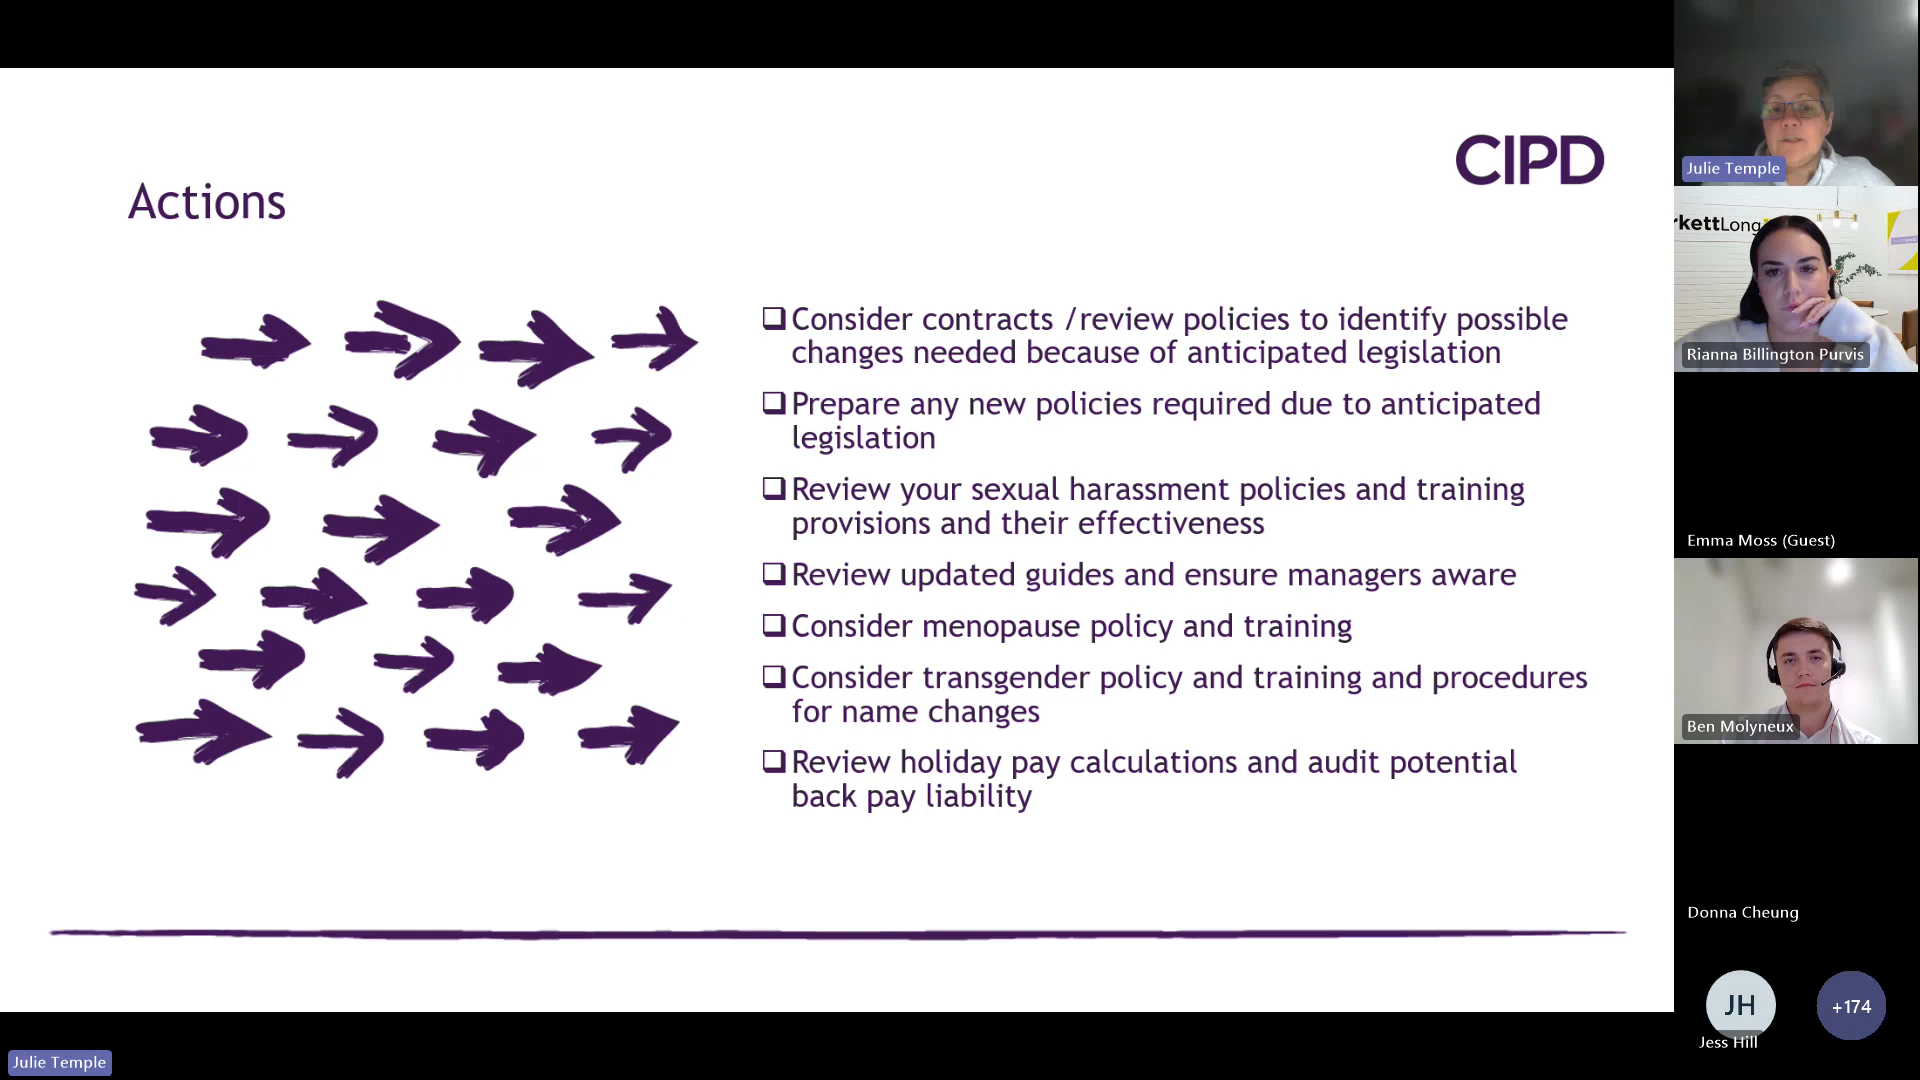 CIPD
Actions
Consider contracts /review policies to identify possible
changes needed because of anticipated legislation
Prepare any new policies required due to anticipated
legislation
Review your sexual harassment policies and training
provisions and their effectiveness
Review updated guides and ensure managers aware
Consider menopause policy and training
Consider transgender policy and training and procedures
for name changes
Review holiday pay calculations and audit potential
back pay liability
Julie Temple
rkettLong
Rianna Billington Purvis
Emma Moss (Guest)
Ben Molyneux
Donna Cheung
JH
+174
Jess Hill
Julie Temple